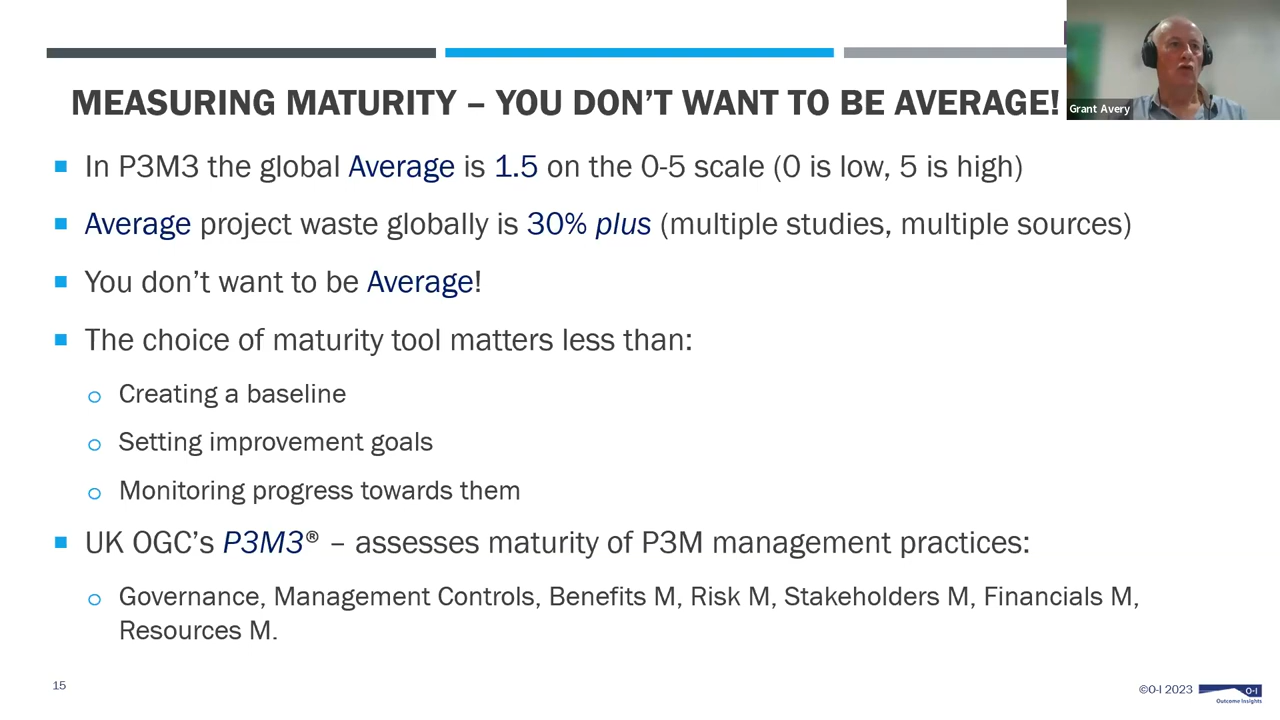 MEASURING MATURITY – YOU DON'T WANT TO BE AVERAGE!
Grant Avery
In P3M3 the global Average is 1.5 on the 0-5 scale (0 is low, 5 is high)
Average project waste globally is 30% plus (multiple studies, multiple sources)
You don't want to be Average!
The choice of maturity tool matters less than:
Creating a baseline
Setting improvement goals
Monitoring progress towards them
UK OGC's P3M3® – assesses maturity of P3M management practices:
Governance, Management Controls, Benefits M, Risk M, Stakeholders M, Financials M,
Resources M.
15
©O-I 2023
O-I
Outcome Insights